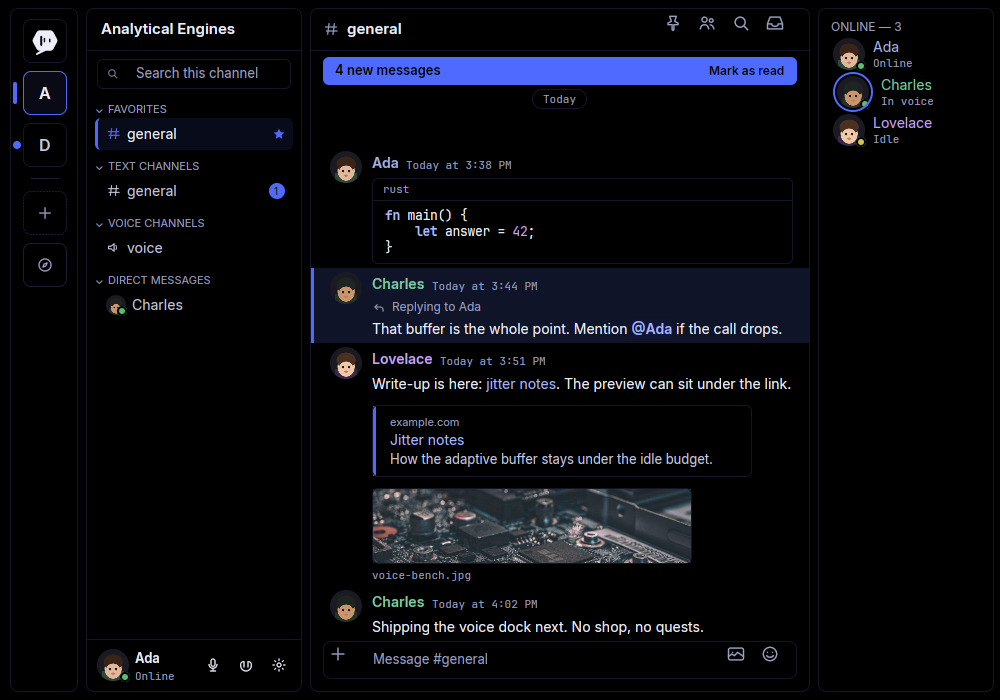 A
D
Analytical Engines
Search this channel
FAVORITES
general
TEXT CHANNELS
general
1
VOICE CHANNELS
voice
DIRECT MESSAGES
Charles
Ada
Online
# general
4 new messages
Mark as read
Today
Ada Today at 3:38 PM
rust
fn main() {
    let answer = 42;
}
Charles Today at 3:44 PM
Replying to Ada
That buffer is the whole point. Mention @Ada if the call drops.
Lovelace Today at 3:51 PM
Write-up is here: jitter notes. The preview can sit under the link.
example.com
Jitter notes
How the adaptive buffer stays under the idle budget.
voice-bench.jpg
Charles Today at 4:02 PM
Shipping the voice dock next. No shop, no quests.
Message #general
ONLINE — 3
Ada
Online
Charles
In voice
Lovelace
Idle